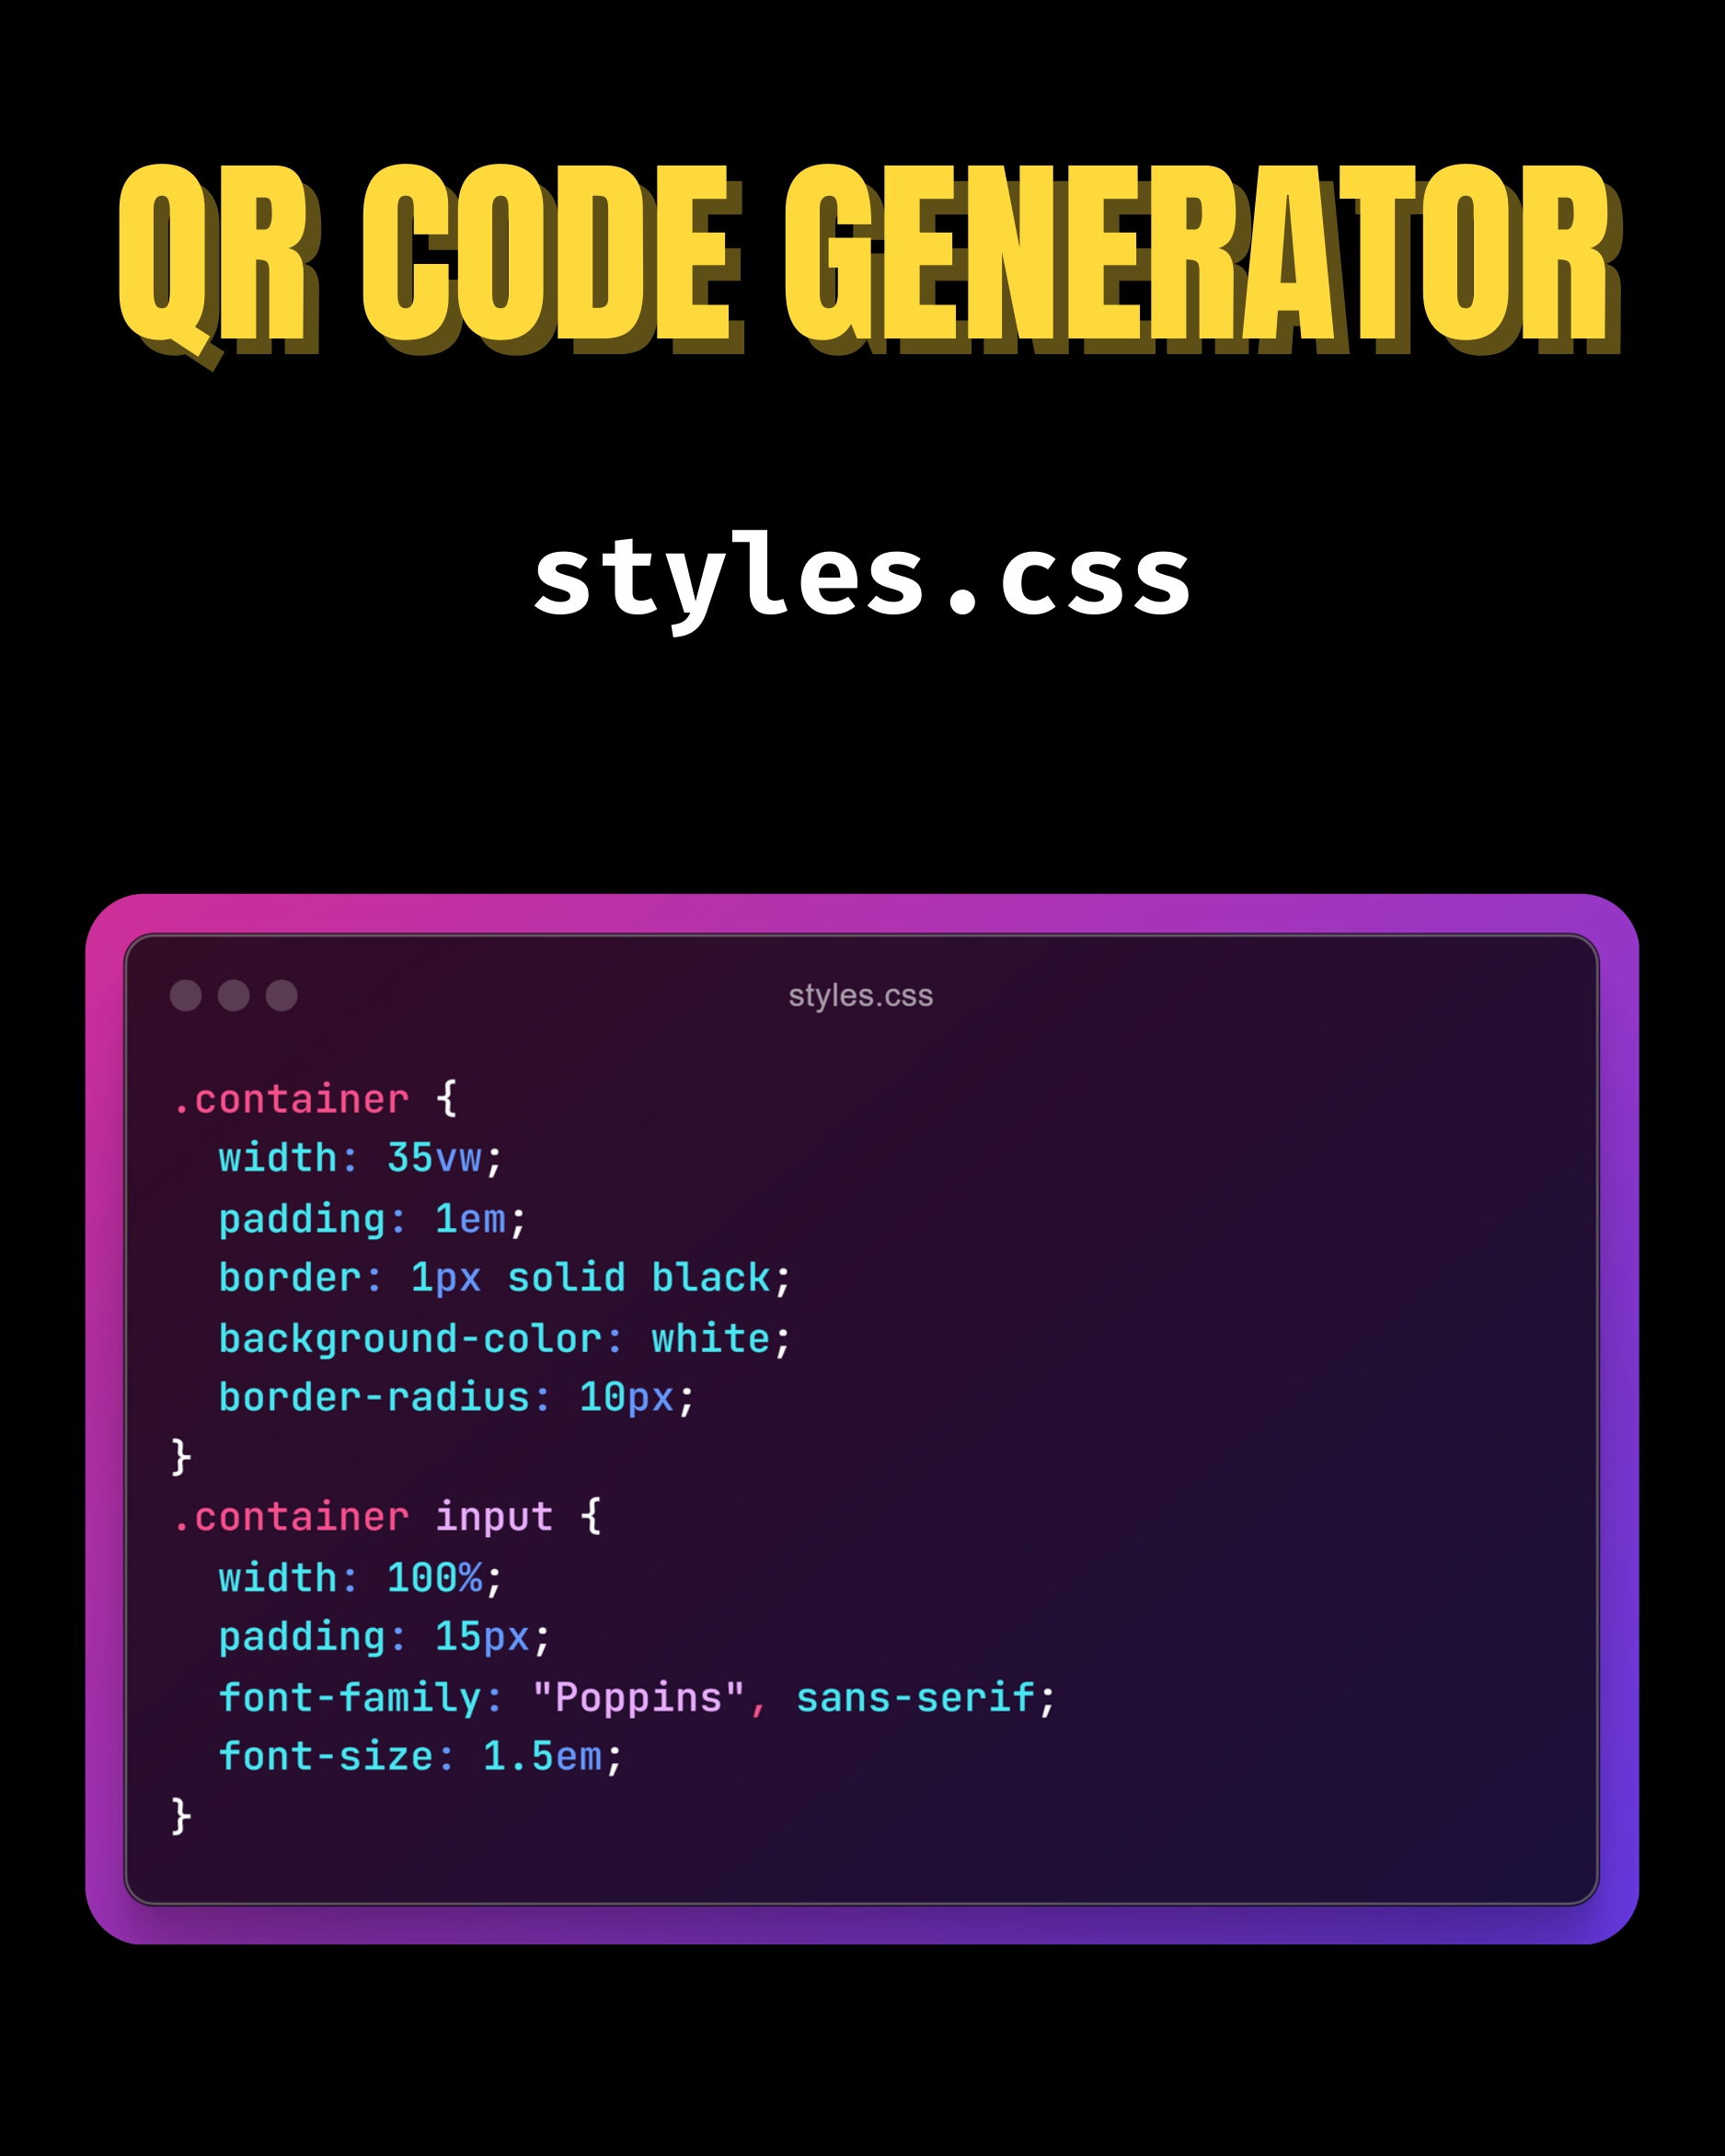 QR CODE GENERATOR
styles.css
styles.css
.container {
  width: 35vw;
  padding: 1em;
  border: 1px solid black;
  background-color: white;
  border-radius: 10px;
}
.container input {
  width: 100%;
  padding: 15px;
  font-family: "Poppins", sans-serif;
  font-size: 1.5em;
}